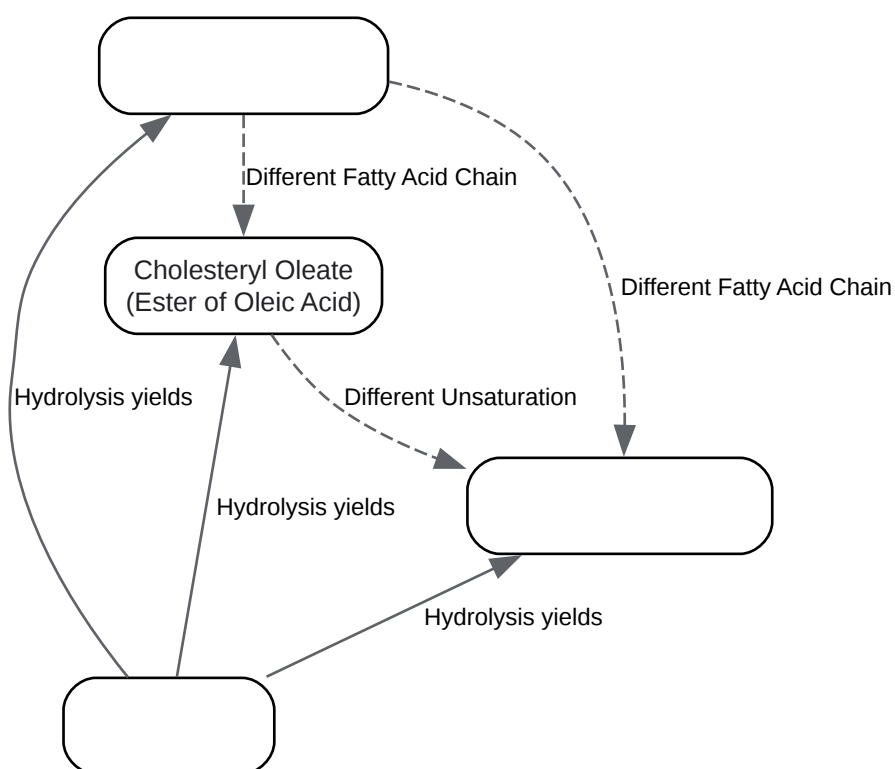 Different Fatty Acid Chain
Cholesteryl Oleate
(Ester of Oleic Acid)
Different Fatty Acid Chain
Hydrolysis yields
Different Unsaturation
Hydrolysis yields
Hydrolysis yields